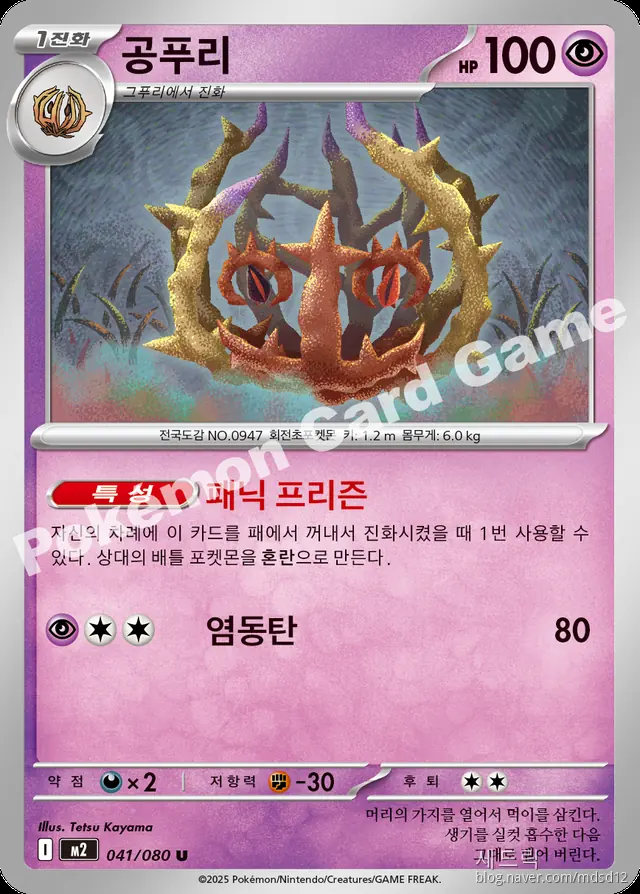 1진화
공푸리
HP 100
그푸리에서 진화
전국도감 NO.0947 회전초포켓몬 키: 1.2 m 몸무게: 6.0 kg
Pokémon Card Game
특성 패닉 프리즌
자신의 차례에 이 카드를 패에서 꺼내서 진화시켰을 때 1번 사용할 수
있다. 상대의 배틀 포켓몬을 혼란으로 만든다.
염동탄 80
약점 ×2 저항력 -30 후퇴
Illus. Tetsu Kayama
머리의 가지를 열어서 먹이를 삼킨다.
생기를 실컷 흡수한 다음
버린다.
I M2 041/080 U
세드릭
blog.naver.com/mdsd12
©2025 Pokémon/Nintendo/Creatures/GAME FREAK.